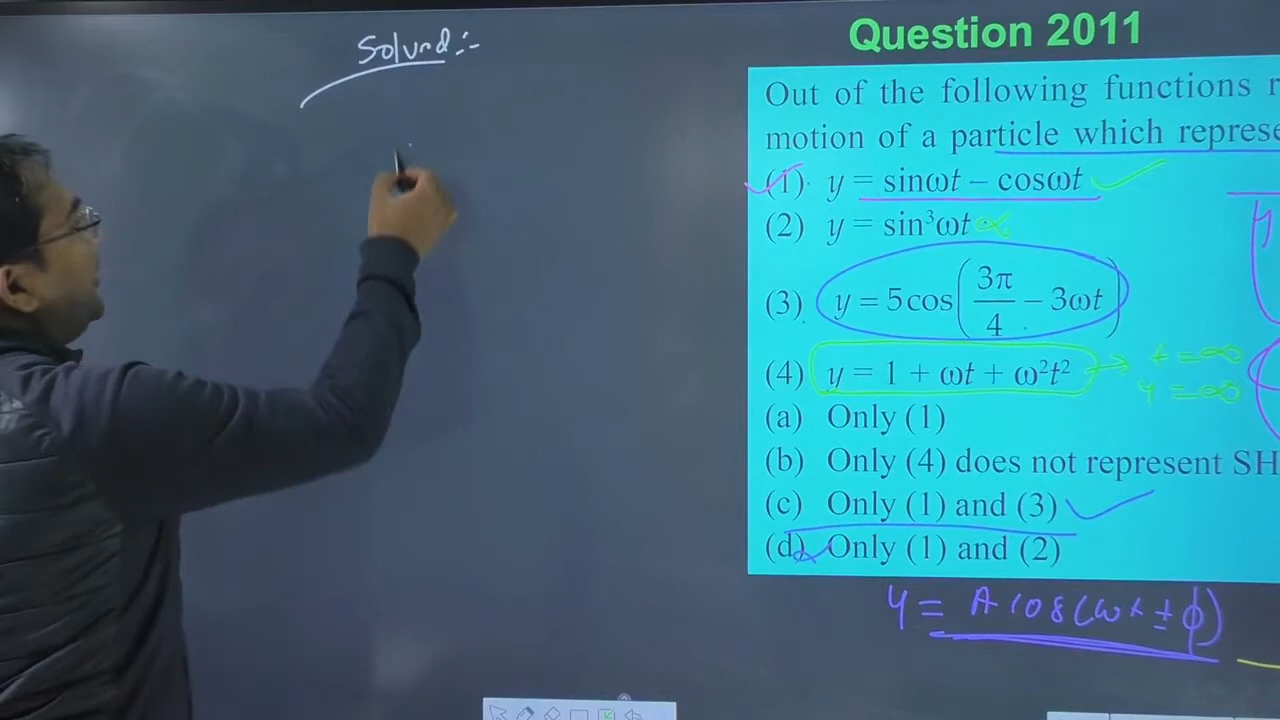 Solved :-
Question 2011
Out of the following functions r
motion of a particle which represe
(1) y = sinωt – cosωt
(2) y = sin³ωt
(3) y = 5cos(3π/4 – 3ωt)
(4) y = 1 + ωt + ω²t² → t = ∞
y = ∞
(a) Only (1)
(b) Only (4) does not represent SH
(c) Only (1) and (3)
(d) Only (1) and (2)
y = A cos(ωt ± φ)